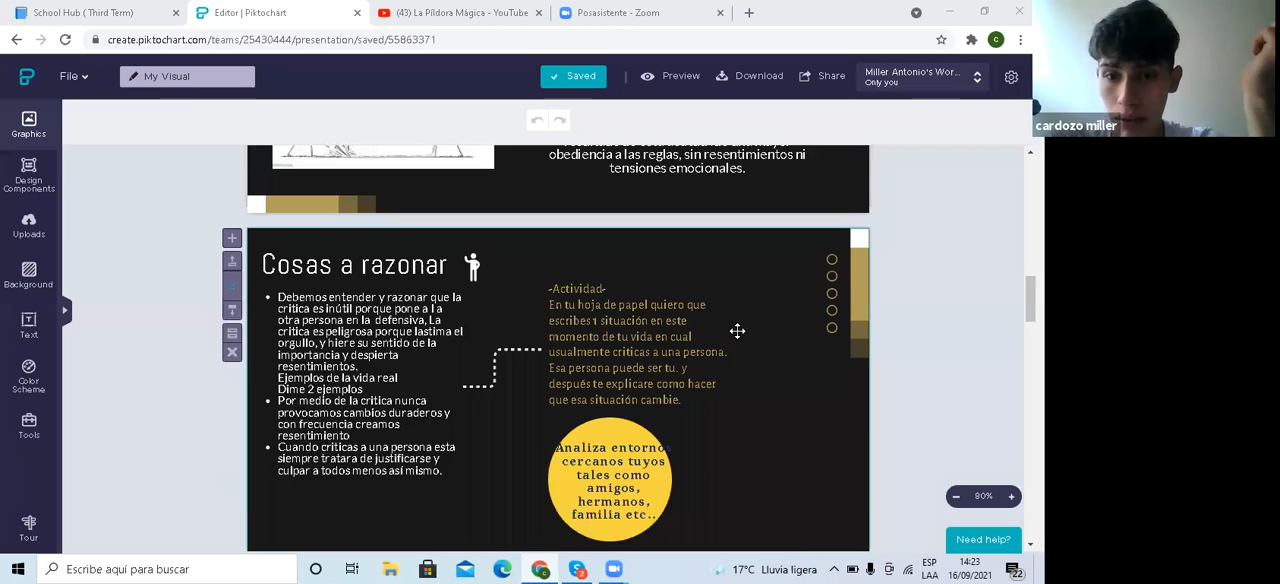 School Hub ( Third Term)
Editor | Piktochart
(43) La Píldora Mágica - YouTube
Posasistente - Zoom
create.piktochart.com/teams/25430444/presentation/saved/55863371
File
My Visual
Saved
Preview
Download
Share
Miller Antonio's Wor...
Only you
cardozo miller
Graphics
Design
Components
Uploads
Background
Text
Color
Scheme
Tools
Tour
obediencia a las reglas, sin resentimientos ni
tensiones emocionales.
4
Cosas a razonar
Debemos entender y razonar que la
critica es inútil porque pone a l a
otra persona en la defensiva, La
critica es peligrosa porque lastima el
orgullo, y hiere su sentido de la
importancia y despierta
resentimientos.
Ejemplos de la vida real
Dime 2 ejemplos
Por medio de la critica nunca
provocamos cambios duraderos y
con frecuencia creamos
resentimiento
Cuando criticas a una persona esta
siempre tratara de justificarse y
culpar a todos menos así mismo.
-Actividad-
En tu hoja de papel quiero que
escribes 1 situación en este
momento de tu vida en cual
usualmente criticas a una persona.
Esa persona puede ser tu. y
después te explicare como hacer
que esa situación cambie.
Analiza entornos
cercanos tuyos
tales como
amigos,
hermanos,
familia etc..
80%
Need help?
Escribe aquí para buscar
2
17°C Lluvia ligera
ESP
LAA
14:23
16/09/2021
22